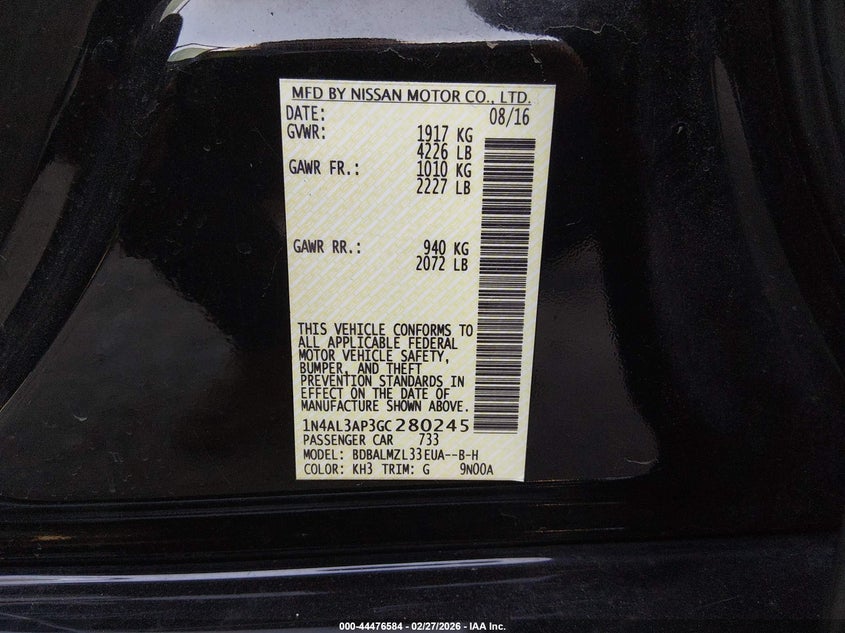 MFD BY NISSAN MOTOR CO., LTD.
DATE: 08/16
GVWR: 1917 KG
4226 LB
GAWR FR.: 1010 KG
2227 LB
GAWR RR.: 940 KG
2072 LB
THIS VEHICLE CONFORMS TO
ALL APPLICABLE FEDERAL
MOTOR VEHICLE SAFETY,
BUMPER, AND THEFT
PREVENTION STANDARDS IN
EFFECT ON THE DATE OF
MANUFACTURE SHOWN ABOVE.
1N4AL3AP3GC280245
PASSENGER CAR 733
MODEL: BDBALMZL33EUA--B-H
COLOR: KH3 TRIM: G 9N00A
000-44476584 - 02/27/2026 - IAA Inc.